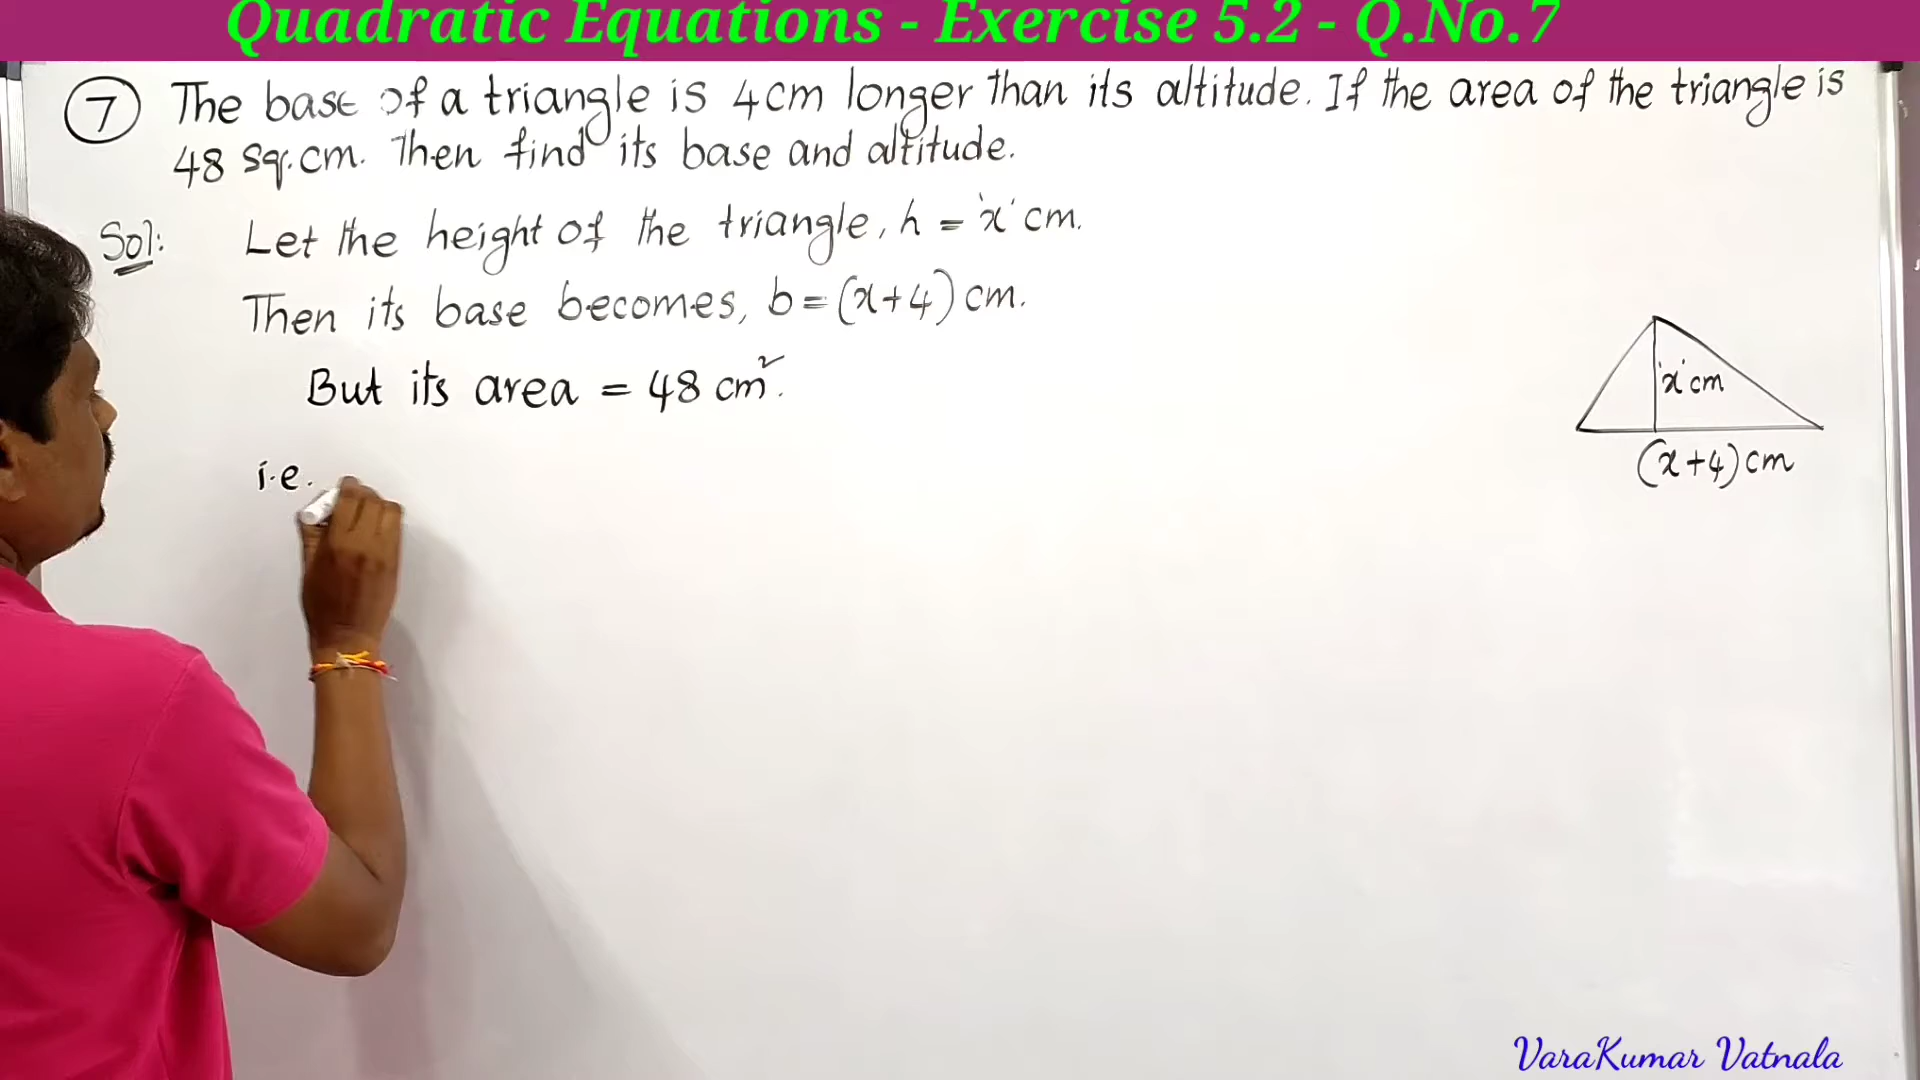 Quadratic Equations - Exercise 5.2 - Q.No.7
7 The base of a triangle is 4cm longer than its altitude. If the area of the triangle is
48 sq.cm. Then find its base and altitude.
Sol: Let the height of the triangle, h = 'x' cm.
Then its base becomes, b = (x+4) cm.
But its area = 48 cm².
i.e.
'x' cm
(x+4) cm
VaraKumar Vatnala